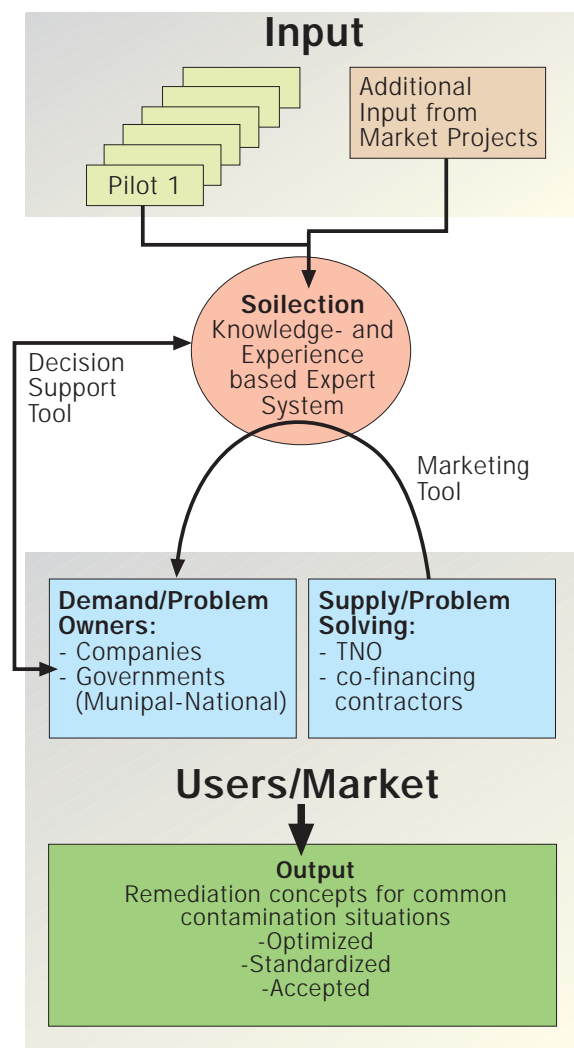 Input
Pilot 1
Additional
Input from
Market Projects
Soilection
Knowledge- and
Experience
based Expert
System
Decision
Support
Tool
Marketing
Tool
Demand/Problem
Owners:
- Companies
- Governments
(Munipal-National)
Supply/Problem
Solving:
- TNO
- co-financing
contractors
Users/Market
Output
Remediation concepts for common
contamination situations
-Optimized
-Standardized
-Accepted